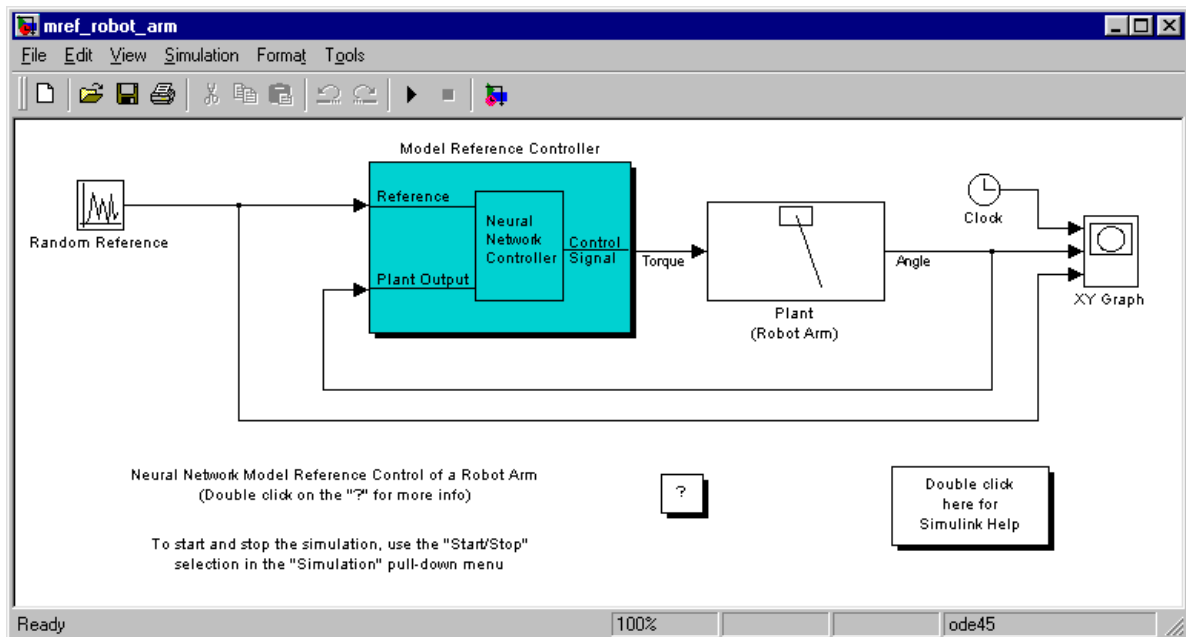 mref_robot_arm
File Edit View Simulation Format Tools
Model Reference Controller
Random Reference
Reference
Plant Output
Neural
Network
Controller
Control
Signal
Torque
Plant
(Robot Arm)
Angle
Clock
XY Graph
Neural Network Model Reference Control of a Robot Arm
(Double click on the "?" for more info)
?
Double click
here for
Simulink Help
To start and stop the simulation, use the "Start/Stop"
selection in the "Simulation" pull-down menu
Ready 100% ode45